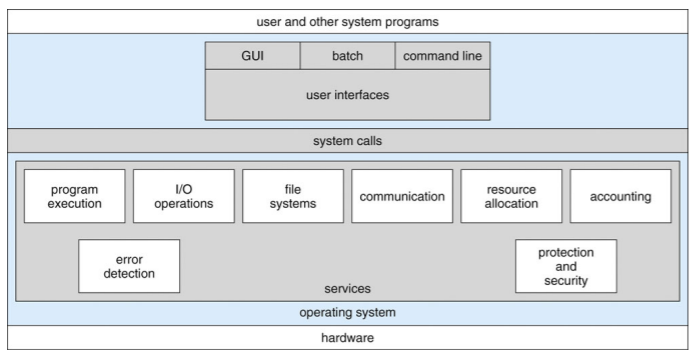 user and other system programs
GUI
batch
command line
user interfaces
system calls
program
execution
I/O
operations
file
systems
communication
resource
allocation
accounting
error
detection
protection
and
security
services
operating system
hardware